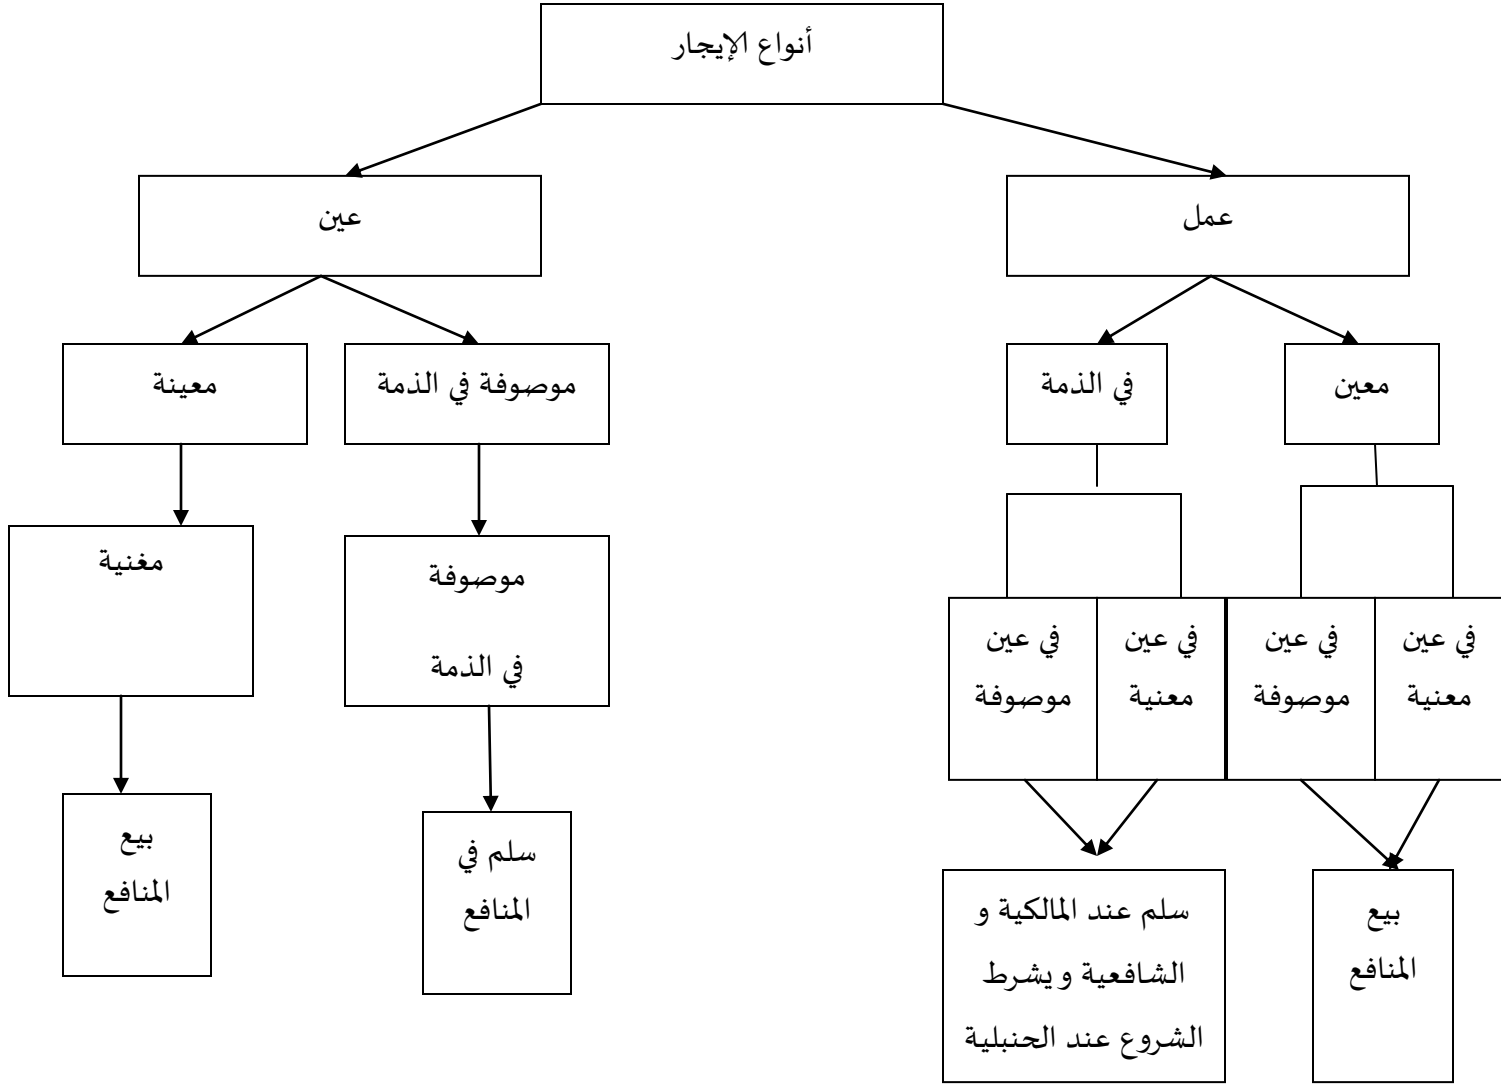 أنواع الإيجار
عمل
عين
معين
في الذمة
موصوفة في الذمة
معينة
في عين
معنية
في عين
موصوفة
في عين
معنية
في عين
موصوفة
موصوفة
في الذمة
مغنية
بيع
المنافع
سلم عند المالكية و
الشافعية ويشرط
الشروع عند الحنبلية
سلم في
المنافع
بيع
المنافع